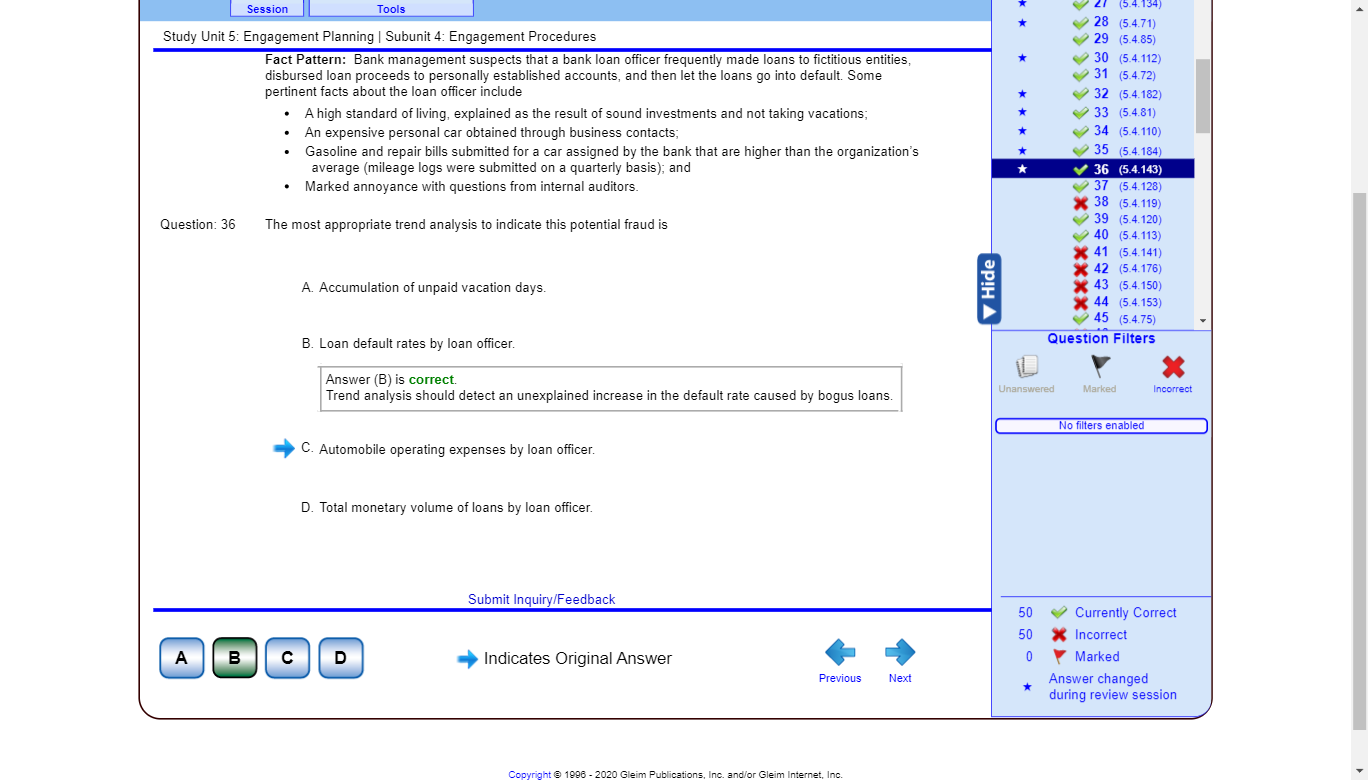 Session
Tools
Study Unit 5: Engagement Planning | Subunit 4: Engagement Procedures
Fact Pattern: Bank management suspects that a bank loan officer frequently made loans to fictitious entities,
disbursed loan proceeds to personally established accounts, and then let the loans go into default. Some
pertinent facts about the loan officer include
• A high standard of living, explained as the result of sound investments and not taking vacations;
• An expensive personal car obtained through business contacts;
• Gasoline and repair bills submitted for a car assigned by the bank that are higher than the organization's
average (mileage logs were submitted on a quarterly basis); and
• Marked annoyance with questions from internal auditors.
Question: 36 The most appropriate trend analysis to indicate this potential fraud is
A. Accumulation of unpaid vacation days.
B. Loan default rates by loan officer.
Answer (B) is correct.
Trend analysis should detect an unexplained increase in the default rate caused by bogus loans.
C. Automobile operating expenses by loan officer.
D. Total monetary volume of loans by loan officer.
Submit Inquiry/Feedback
A B C D
Indicates Original Answer
Previous
Next
27 (5.4.134)
28 (5.4.71)
29 (5.4.85)
30 (5.4.112)
31 (5.4.72)
32 (5.4.182)
33 (5.4.81)
34 (5.4.110)
35 (5.4.184)
36 (5.4.143)
37 (5.4.128)
38 (5.4.119)
39 (5.4.120)
40 (5.4.113)
41 (5.4.141)
42 (5.4.176)
43 (5.4.150)
44 (5.4.153)
45 (5.4.75)
Hide
Question Filters
Unanswered
Marked
Incorrect
No filters enabled
50 Currently Correct
50 Incorrect
0 Marked
Answer changed
during review session
Copyright © 1996 - 2020 Gleim Publications, Inc. and/or Gleim Internet, Inc.